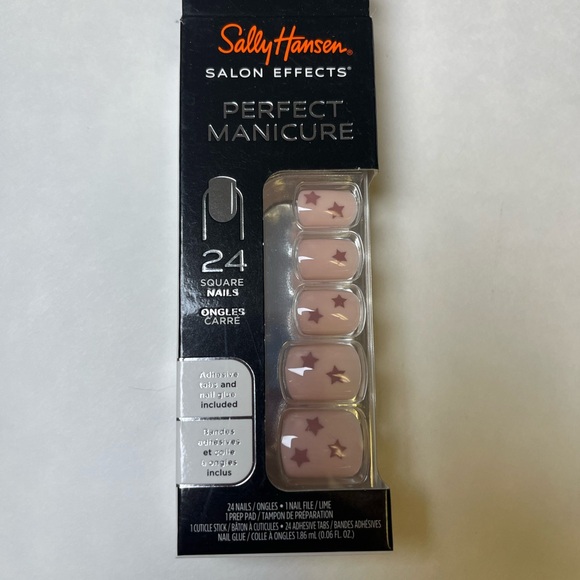 Sally Hansen®
SALON EFFECTS®
PERFECT
MANICURE
24
SQUARE
NAILS
ONGLES
CARRÉ
Adhesive
tabs and
nail glue
included
Bandes
adhésives
et colle
à ongles
inclus
24 NAILS / ONGLES • 1 NAIL FILE / LIME
1 PREP PAD / TAMPON DE PRÉPARATION
1 CUTICLE STICK / BÂTON À CUTICULES • 24 ADHESIVE TABS / BANDES ADHÉSIVES
NAIL GLUE / COLLE À ONGLES 1.86 mL (0.06 FL. OZ.)